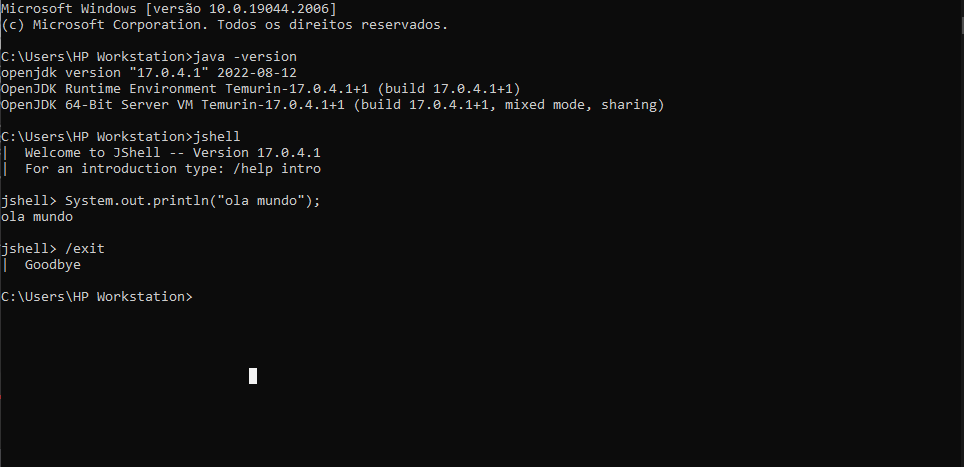 Microsoft Windows [versão 10.0.19044.2006]
(c) Microsoft Corporation. Todos os direitos reservados.
C:\Users\HP Workstation>java -version
openjdk version "17.0.4.1" 2022-08-12
OpenJDK Runtime Environment Temurin-17.0.4.1+1 (build 17.0.4.1+1)
OpenJDK 64-Bit Server VM Temurin-17.0.4.1+1 (build 17.0.4.1+1, mixed mode, sharing)
C:\Users\HP Workstation>jshell
|  Welcome to JShell -- Version 17.0.4.1
|  For an introduction type: /help intro
jshell> System.out.println("ola mundo");
ola mundo
jshell> /exit
|  Goodbye
C:\Users\HP Workstation>